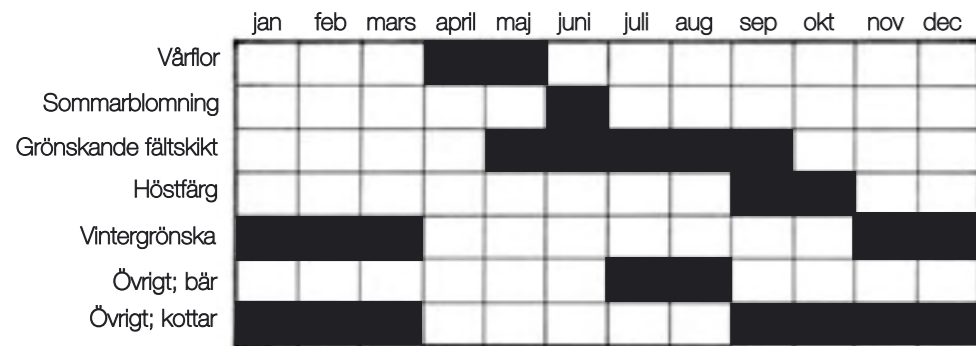 jan feb mars april maj juni juli aug sep okt nov dec
Vårflor
Sommarblomning
Grönskande fältskikt
Höstfärg
Vintergrönska
Övrigt; bär
Övrigt; kottar